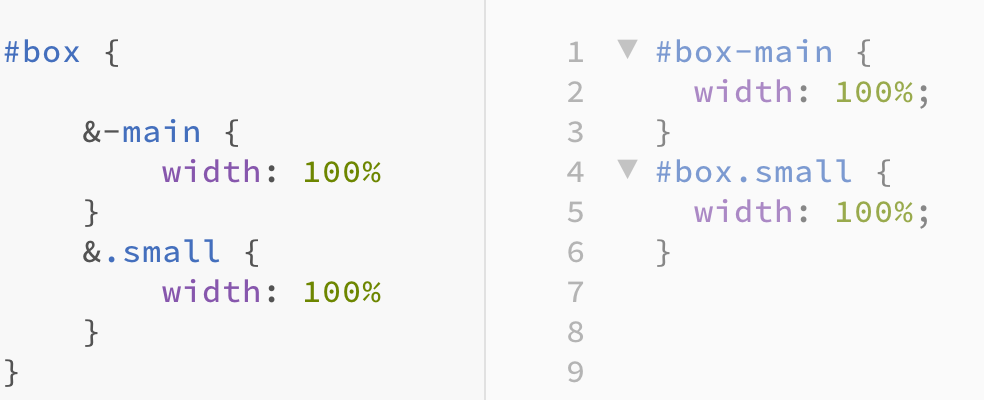 #box {
&-main {
width: 100%
}
&.small {
width: 100%
}
}
1 ▼ #box-main {
2 width: 100%;
3 }
4 ▼ #box.small {
5 width: 100%;
6 }
7
8
9